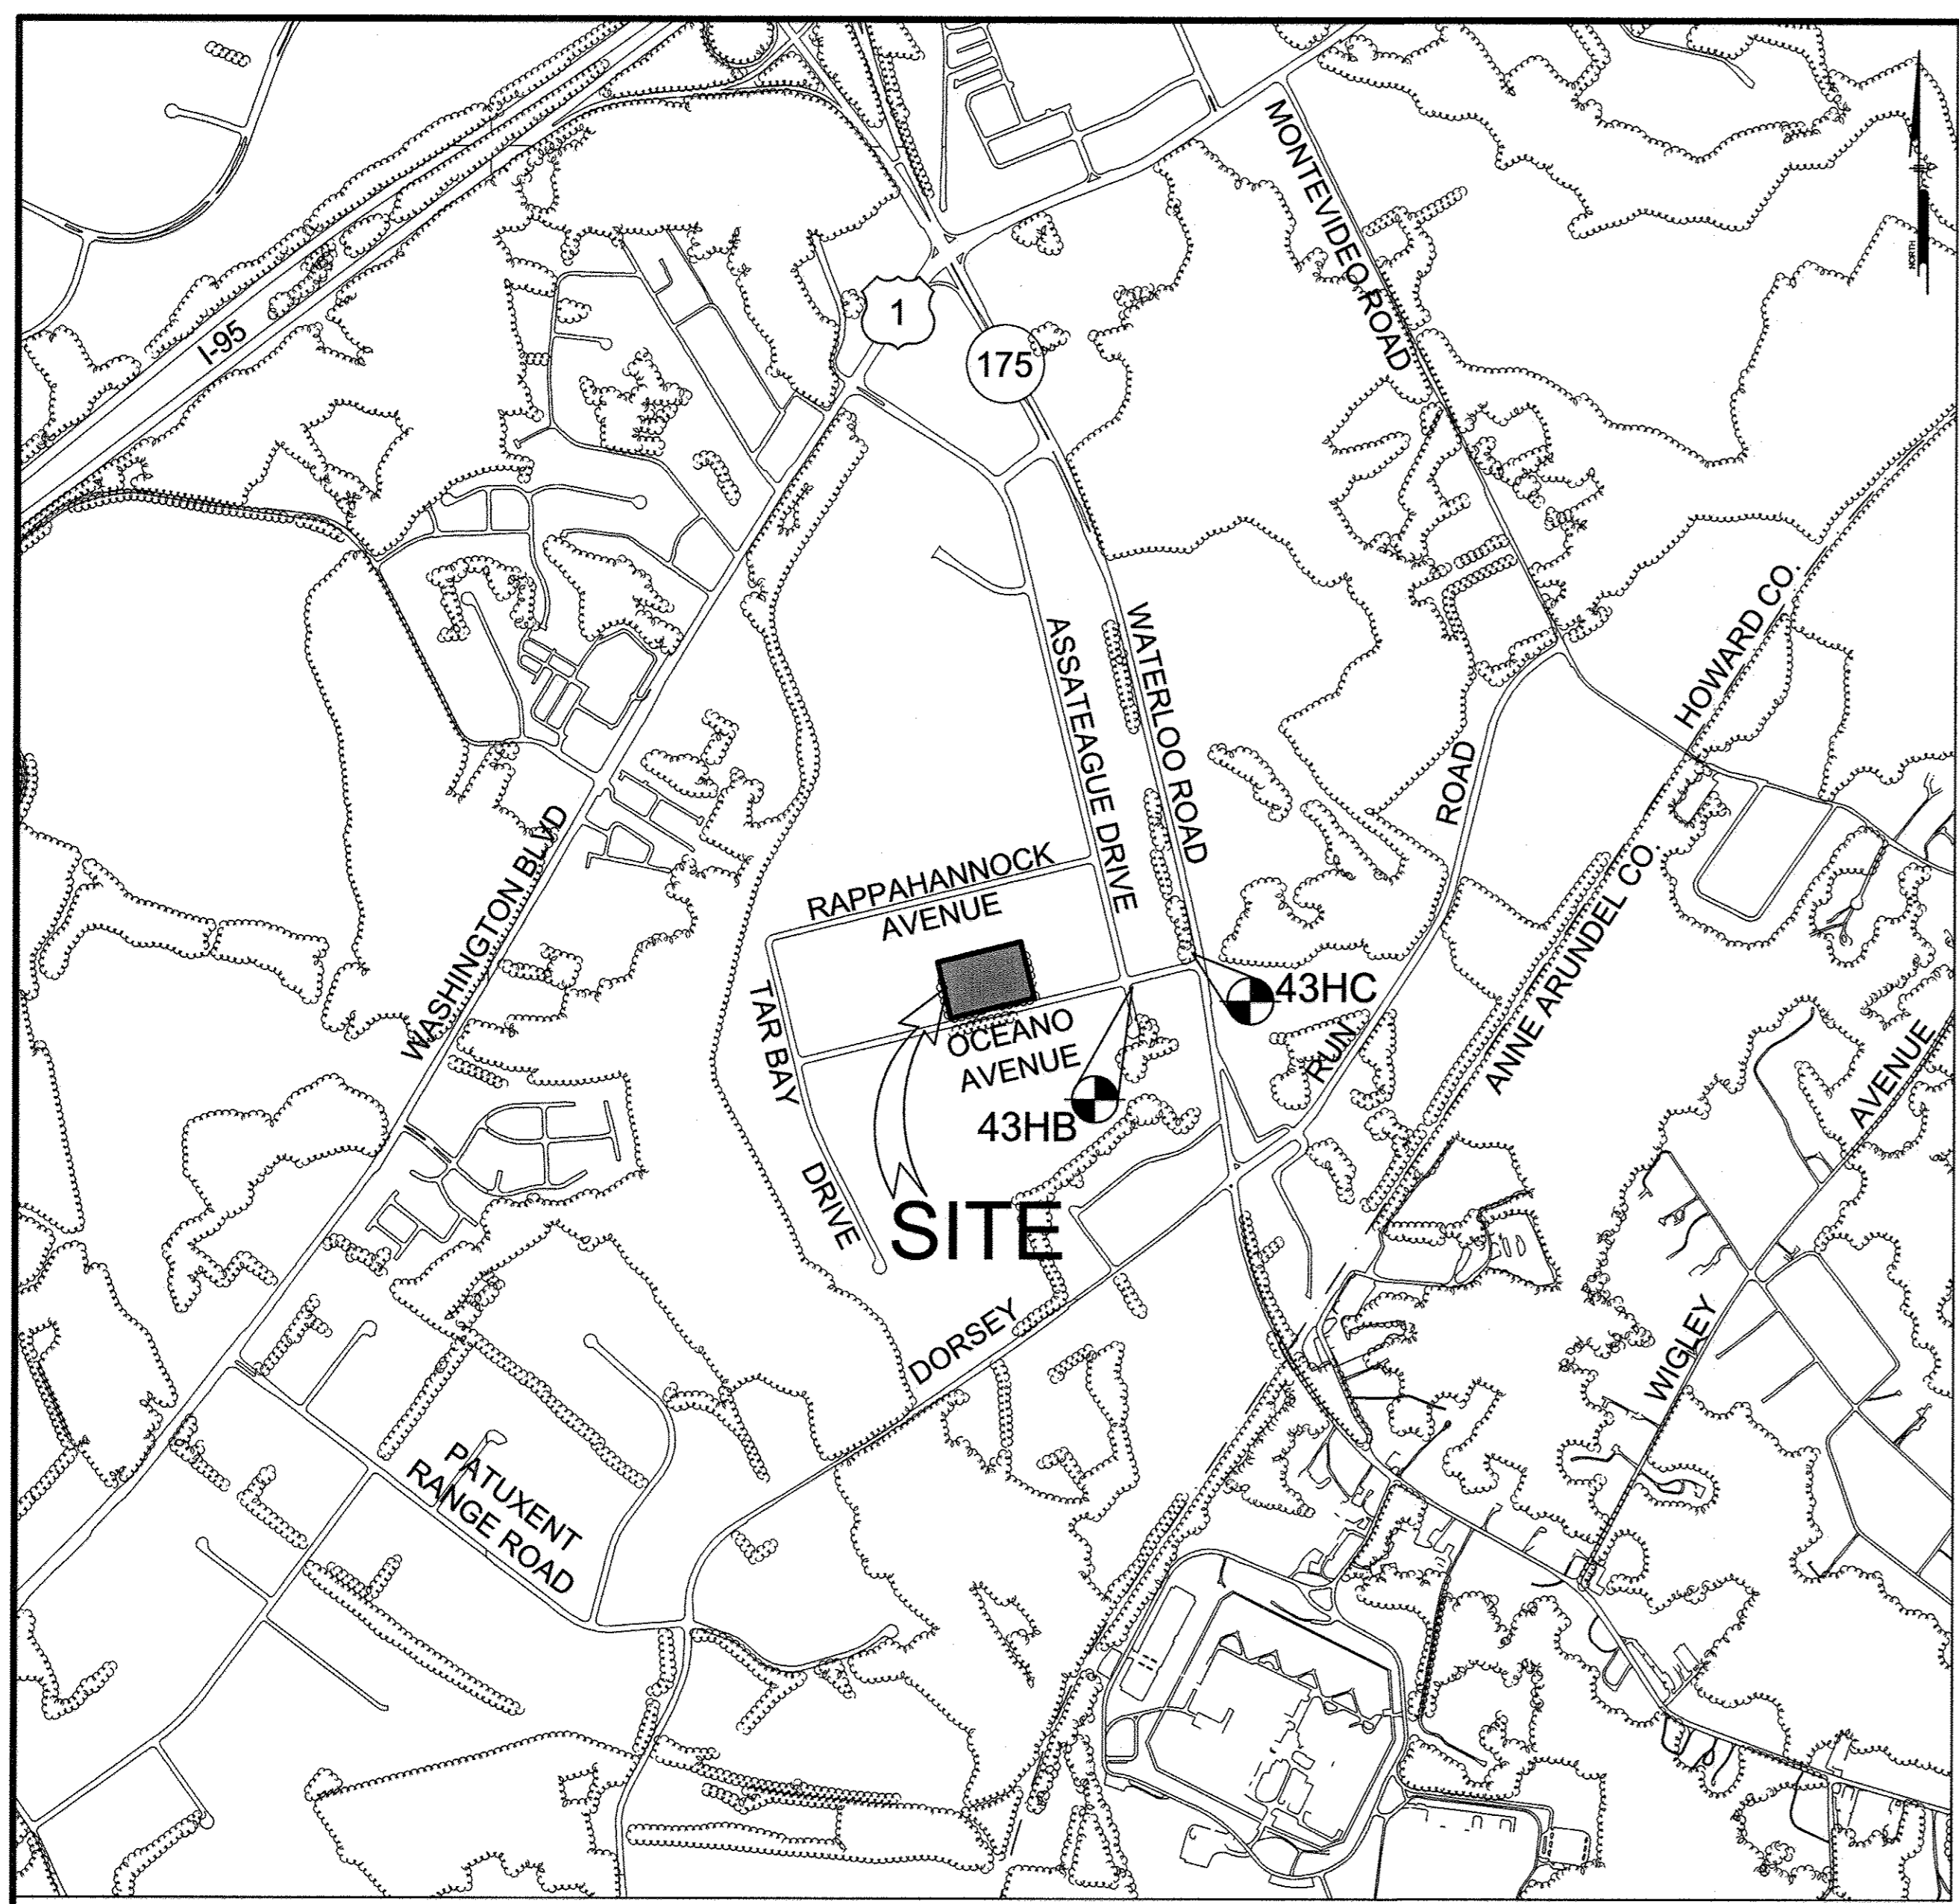 MONTEVIDEO ROAD
NORTH
I-95
1
175
HOWARD CO.
ASSATEAGUE DRIVE
WATERLOO ROAD
ROAD
WASHINGTON BLVD
RAPPAHANNOCK
AVENUE
ANNE ARUNDEL CO.
43HC
TAR BAY
OCEANO
AVENUE
RUN
AVENUE
43HB
DRIVE
SITE
DORSEY
WIGLEY
PATUXENT
RANGE ROAD